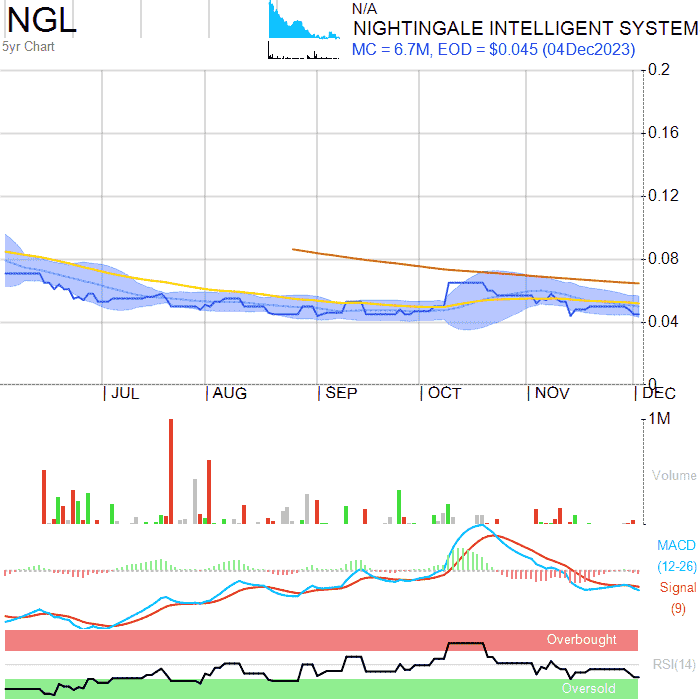 NGL
5yr Chart
N/A
NIGHTINGALE INTELLIGENT SYSTEM
MC = 6.7M, EOD = $0.045 (04Dec2023)
0.2
0.16
0.12
0.08
0.04
0
JUL AUG SEP OCT NOV DEC
1M
Volume
MACD
(12-26)
Signal
(9)
Overbought
RSI(14)
Oversold